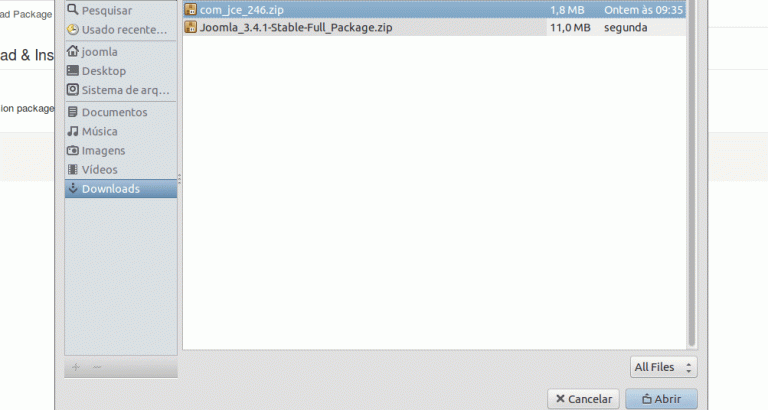 ad Package
ad & Ins
ion package
Pesquisar
Usado recente...
joomla
Desktop
Sistema de arq...
Documentos
Música
Imagens
Vídeos
Downloads
com_jce_246.zip 1,8 MB Ontem às 09:35
Joomla_3.4.1-Stable-Full_Package.zip 11,0 MB segunda
All Files
Cancelar Abrir